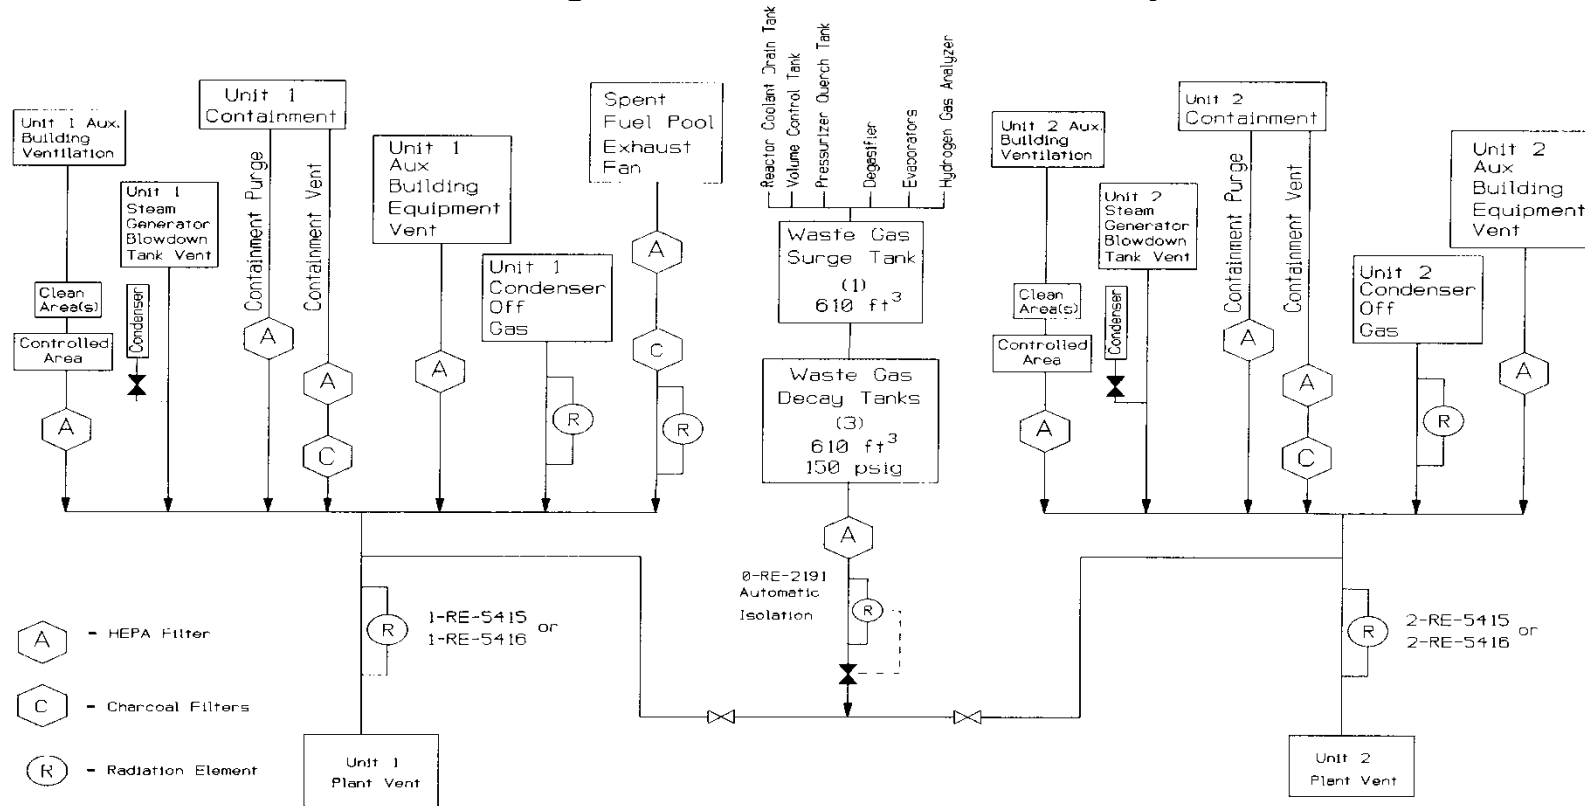 Reactor Coolant Drain Tank
Volume Control Tank
Pressurizer Quench Tank
Degasifier
Evaporators
Hydrogen Gas Analyzer
Unit 1 Aux.
Building
Ventilation
Clean
Area(s)
Controlled
Area
A
Unit 1
Steam
Generator
Blowdown
Tank Vent
Condenser
Unit 1
Containment
Containment Purge
Containment Vent
A
A
C
Unit 1
Aux
Building
Equipment
Vent
A
Unit 1
Condenser
Off
Gas
R
Spent
Fuel Pool
Exhaust
Fan
A
C
R
Waste Gas
Surge Tank
(1)
610 ft³
Waste Gas
Decay Tanks
(3)
610 ft³
150 psig
A
0-RE-2191
Automatic
Isolation
R
Unit 2 Aux.
Building
Ventilation
Clean
Area(s)
Controlled
Area
A
Unit 2
Steam
Generator
Blowdown
Tank Vent
Condenser
Unit 2
Containment
Containment Purge
Containment Vent
A
A
C
Unit 2
Condenser
Off
Gas
R
Unit 2
Aux
Building
Equipment
Vent
A
R
1-RE-5415 or
1-RE-5416
R
2-RE-5415 or
2-RE-5416
A - HEPA Filter
C - Charcoal Filters
R - Radiation Element
Unit 1
Plant Vent
Unit 2
Plant Vent